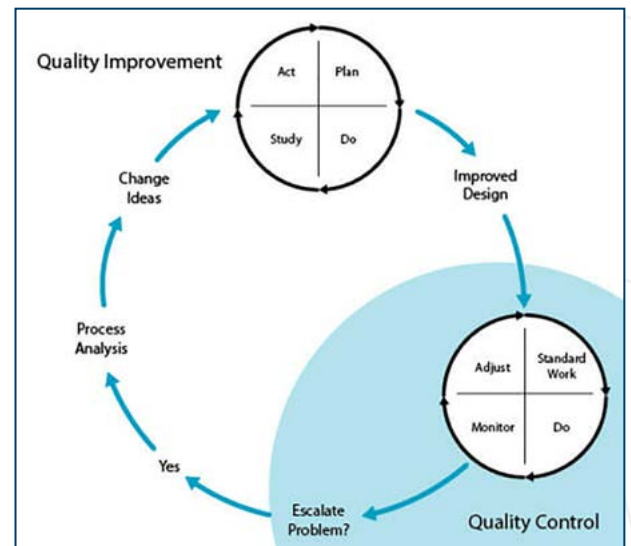 Quality Improvement
Act
Plan
Study
Do
Change
Ideas
Improved
Design
Process
Analysis
Adjust
Standard
Work
Monitor
Do
Yes
Escalate
Problem?
Quality Control